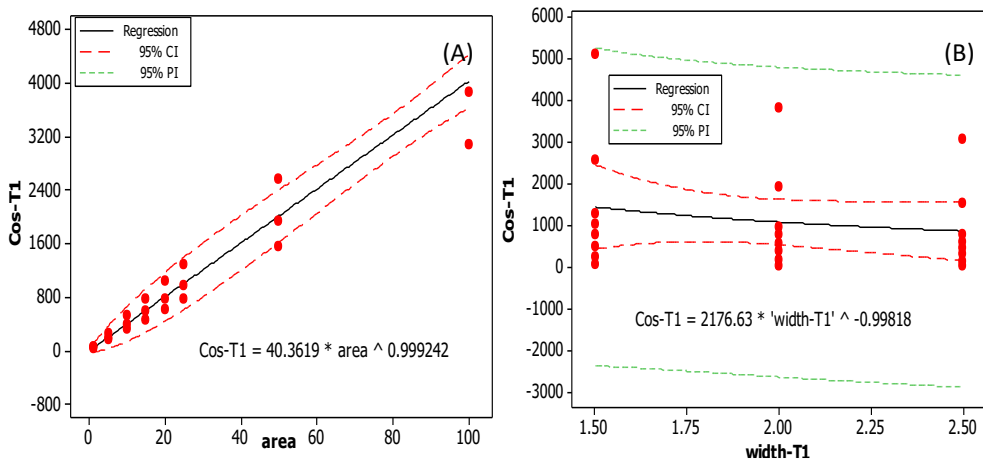 (A)
Regression
95% CI
95% PI
Cos-T1
4800
4000
3200
2400
1600
800
0
-800
Cos-T1 = 40.3619 * area ^ 0.999242
0 20 40 60 80 100
area
(B)
Regression
95% CI
95% PI
Cos-T1
6000
5000
4000
3000
2000
1000
0
-1000
-2000
-3000
Cos-T1 = 2176.63 * 'width-T1' ^ -0.99818
1.50 1.75 2.00 2.25 2.50
width-T1